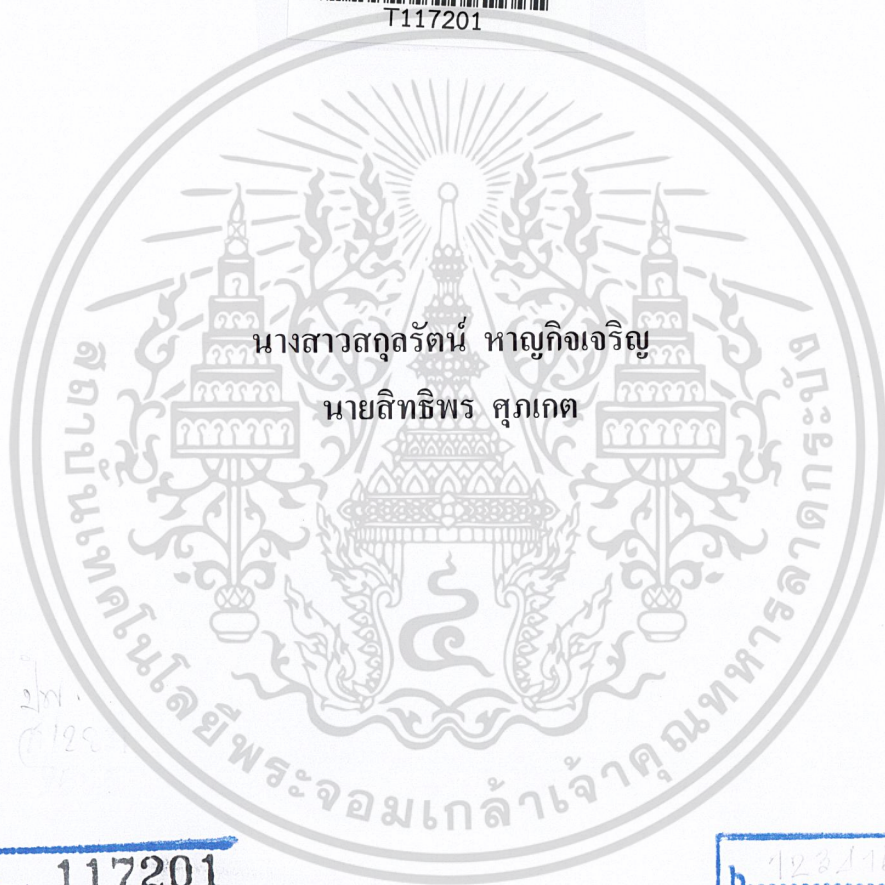 T117201
นางสาวสกุลรัตน์ หาญกิจเจริญ
นายสิทธิพร ศุภเกต
สถาบันเทคโนโลยีพระจอมเกล้าเจ้าคุณทหารลาดกระบัง
๔
117201
b